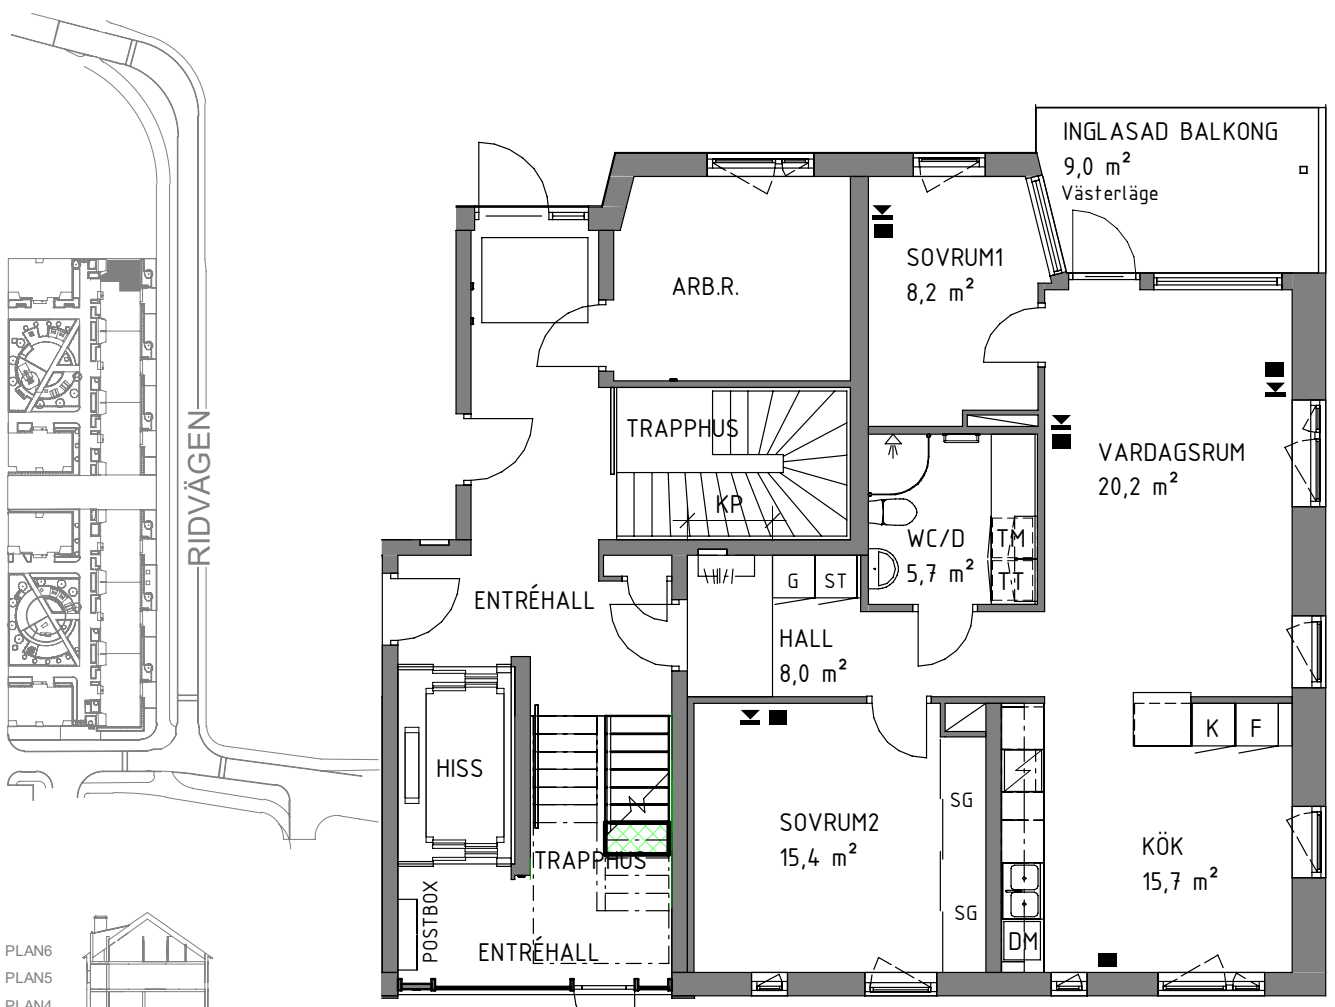 INGLASAD BALKONG
9,0 m²
Västerläge
SOVRUM1
8,2 m²
ARB.R.
TRAPPHUS
KP
VARDAGSRUM
20,2 m²
WC/D
5,7 m²
TM
TT
G
ST
ENTRÉHALL
HALL
8,0 m²
RIDVÄGEN
HISS
K
F
SG
SOVRUM2
15,4 m²
KÖK
15,7 m²
TRAPPHUS
POSTBOX
SG
DM
ENTRÉHALL
PLAN6
PLAN5
PLAN4